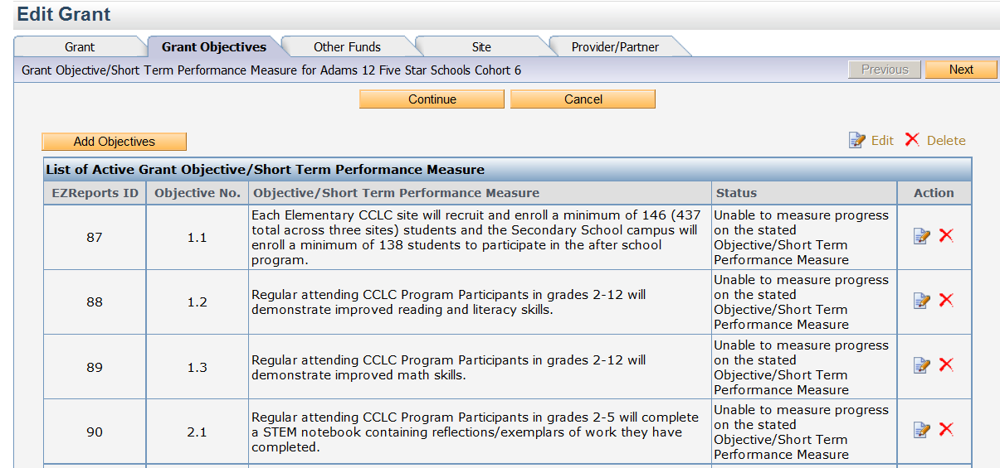 Edit Grant
Grant
Grant Objectives
Other Funds
Site
Provider/Partner
Grant Objective/Short Term Performance Measure for Adams 12 Five Star Schools Cohort 6
Previous
Next
Continue
Cancel
Add Objectives
Edit
Delete
List of Active Grant Objective/Short Term Performance Measure
EZReports ID
Objective No.
Objective/Short Term Performance Measure
Status
Action
87
1.1
Each Elementary CCLC site will recruit and enroll a minimum of 146 (437
total across three sites) students and the Secondary School campus will
enroll a minimum of 138 students to participate in the after school
program.
Unable to measure progress
on the stated
Objective/Short Term
Performance Measure
88
1.2
Regular attending CCLC Program Participants in grades 2-12 will
demonstrate improved reading and literacy skills.
Unable to measure progress
on the stated
Objective/Short Term
Performance Measure
89
1.3
Regular attending CCLC Program Participants in grades 2-12 will
demonstrate improved math skills.
Unable to measure progress
on the stated
Objective/Short Term
Performance Measure
90
2.1
Regular attending CCLC Program Participants in grades 2-5 will complete
a STEM notebook containing reflections/exemplars of work they have
completed.
Unable to measure progress
on the stated
Objective/Short Term
Performance Measure